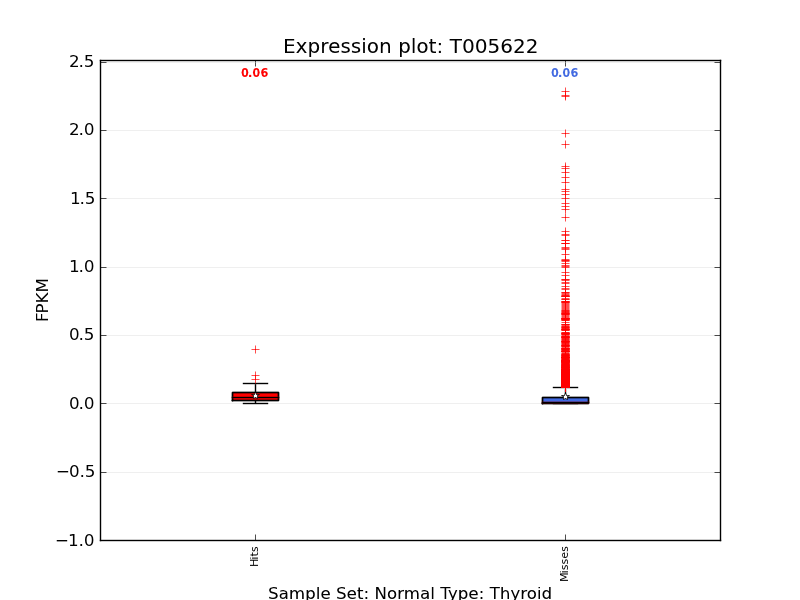 Expression plot: T005622
0.06 0.06
2.5
2.0
1.5
1.0
0.5
0.0
−0.5
−1.0
FPKM
Hits Misses
Sample Set: Normal Type: Thyroid